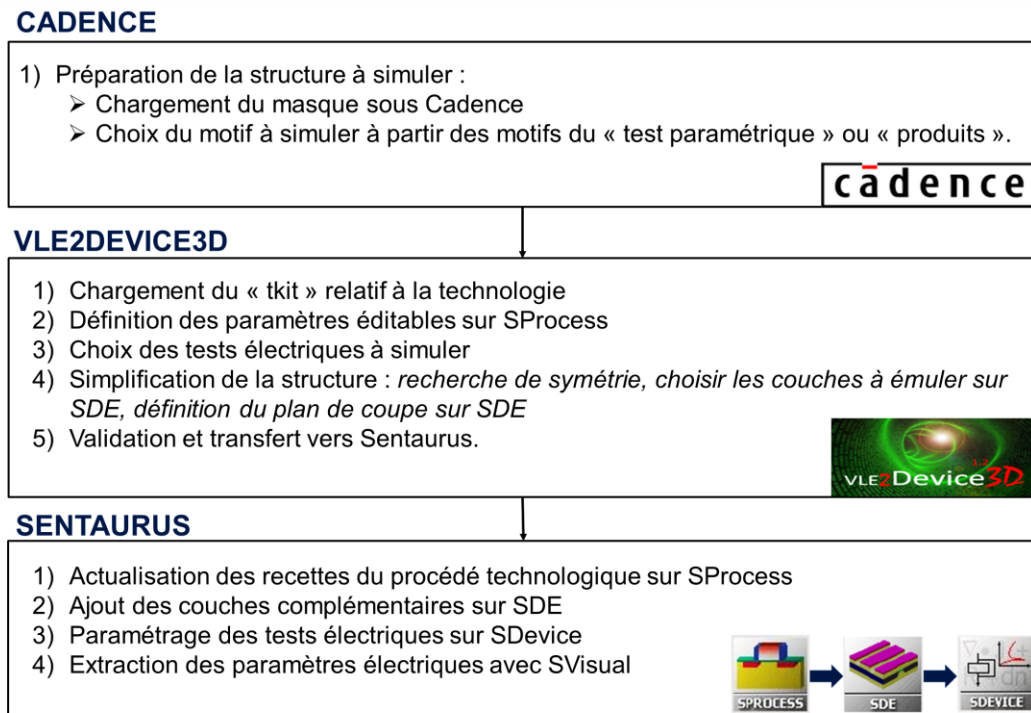 CADENCE
1) Préparation de la structure à simuler :
➢ Chargement du masque sous Cadence
➢ Choix du motif à simuler à partir des motifs du « test paramétrique » ou « produits ».
cādence
VLE2DEVICE3D
1) Chargement du « tkit » relatif à la technologie
2) Définition des paramètres éditables sur SProcess
3) Choix des tests électriques à simuler
4) Simplification de la structure : recherche de symétrie, choisir les couches à émuler sur
SDE, définition du plan de coupe sur SDE
5) Validation et transfert vers Sentaurus.
1.2
VLE2Device3D
SENTAURUS
1) Actualisation des recettes du procédé technologique sur SProcess
2) Ajout des couches complémentaires sur SDE
3) Paramétrage des tests électriques sur SDevice
4) Extraction des paramètres électriques avec SVisual
SPROCESS
SDE
SDEVICE